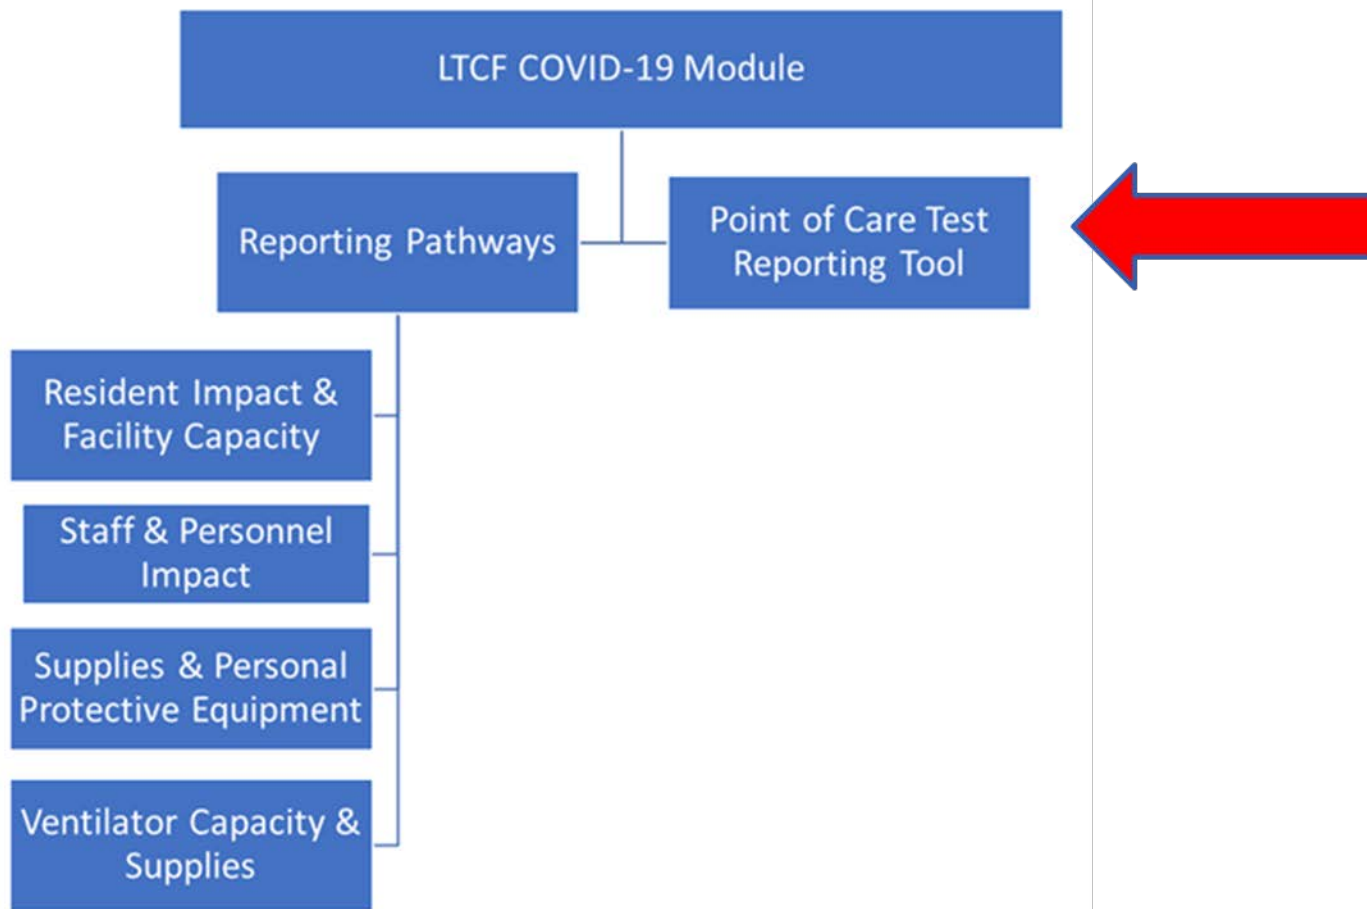 LTCF COVID-19 Module
Reporting Pathways
Point of Care Test
Reporting Tool
Resident Impact &
Facility Capacity
Staff & Personnel
Impact
Supplies & Personal
Protective Equipment
Ventilator Capacity &
Supplies